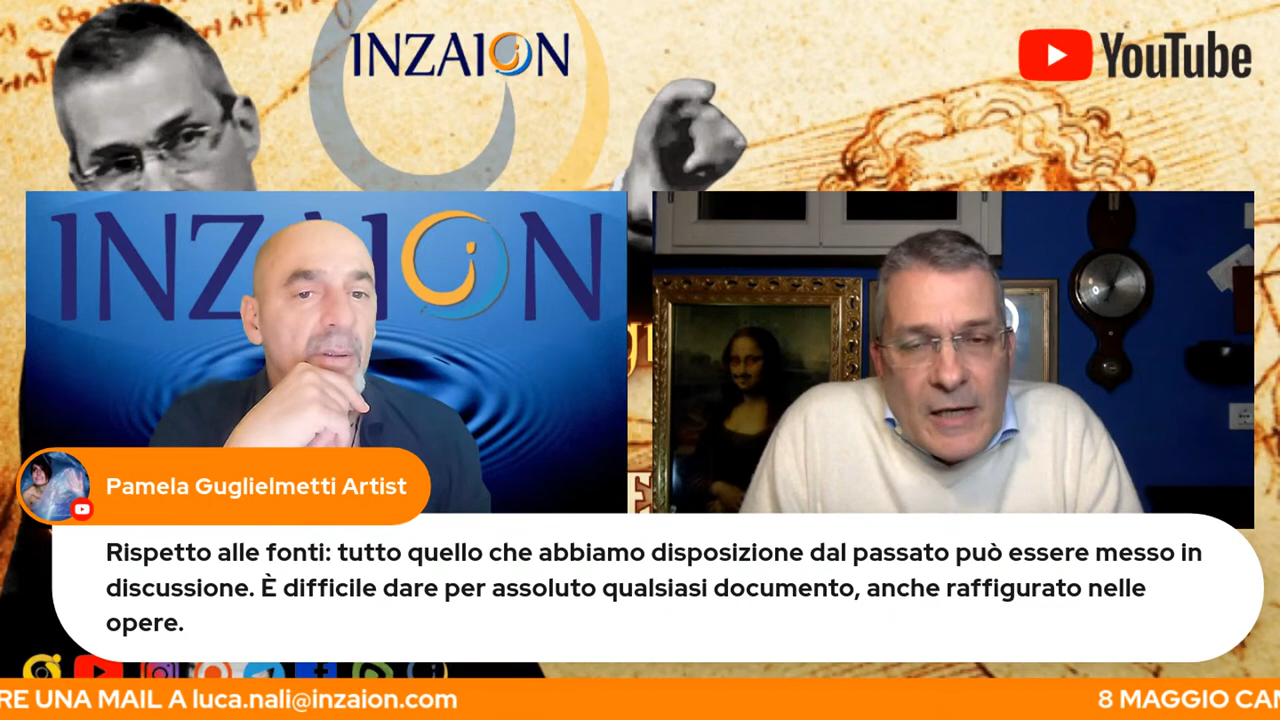 INZAION
YouTube
INZAION
Pamela Guglielmetti Artist
Rispetto alle fonti: tutto quello che abbiamo disposizione dal passato può essere messo in
discussione. È difficile dare per assoluto qualsiasi documento, anche raffigurato nelle
opere.
RE UNA MAIL A luca.nali@inzaion.com
8 MAGGIO CAN